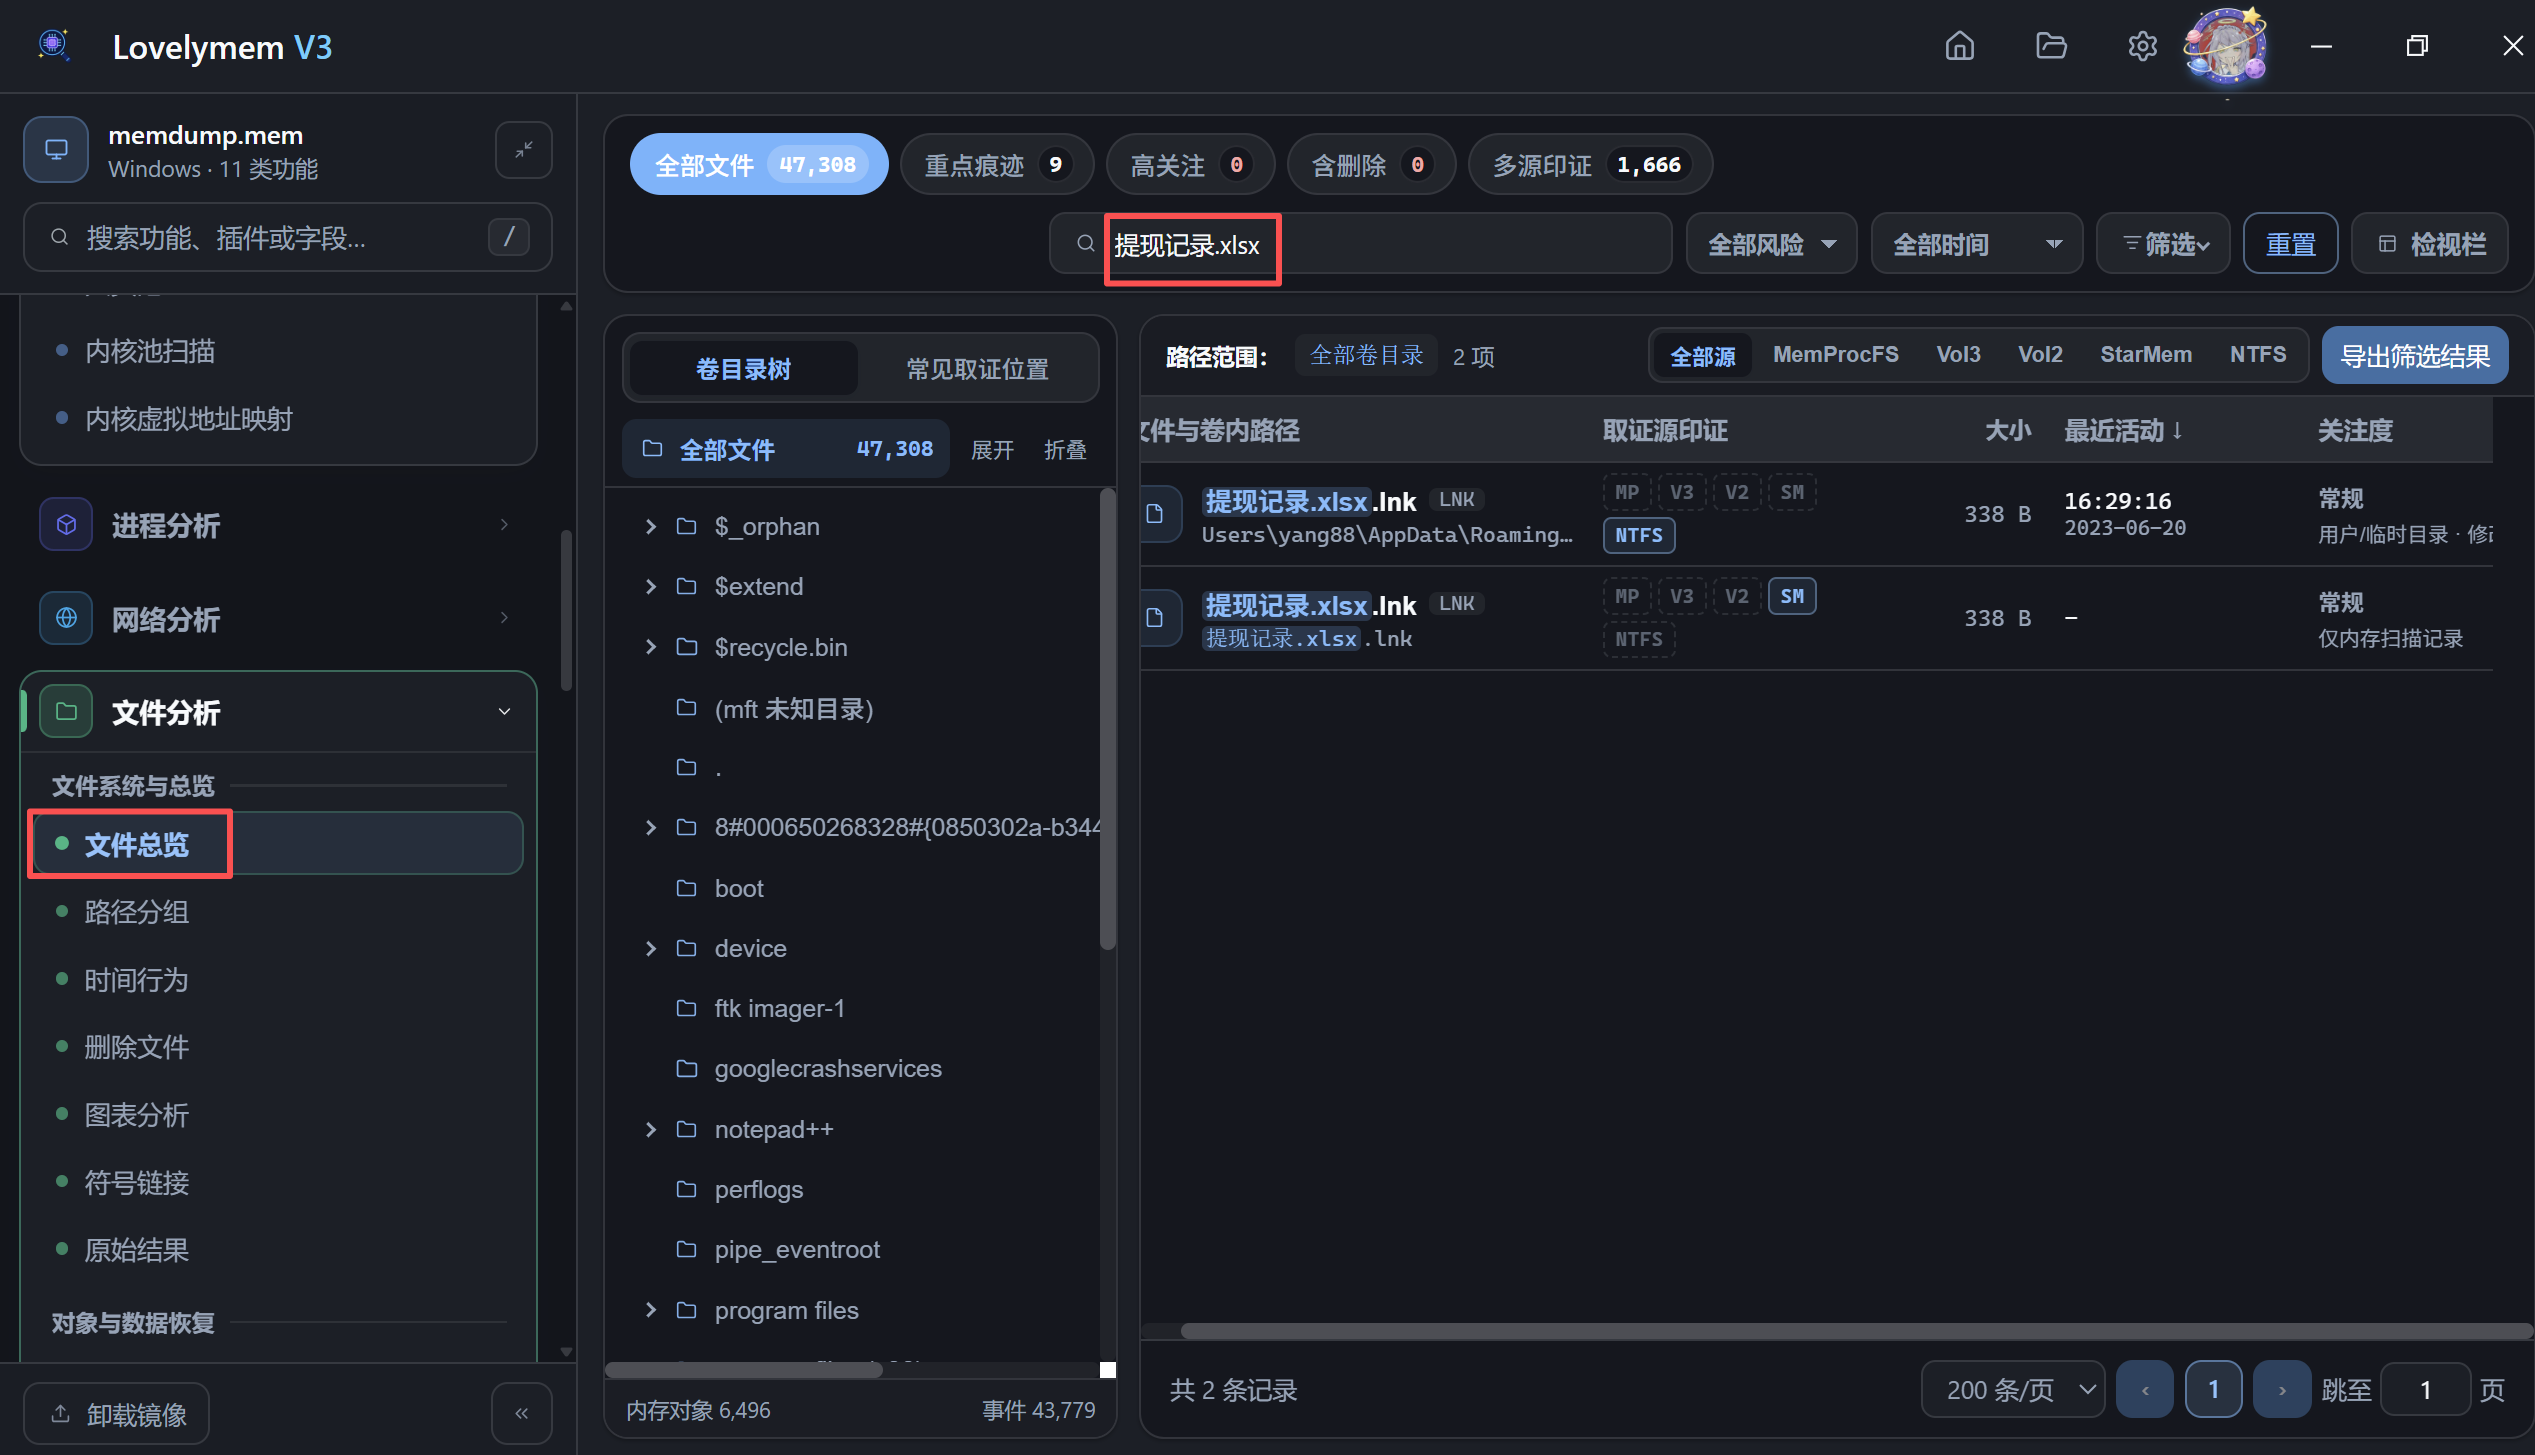 Lovelymem V3
memdump.mem
Windows · 11 类功能
搜索功能、插件或字段... /
内核池扫描
内核虚拟地址映射
进程分析
网络分析
文件分析
文件系统与总览
文件总览
路径分组
时间行为
删除文件
图表分析
符号链接
原始结果
对象与数据恢复
卸载镜像 «
全部文件 47,308 重点痕迹 9 高关注 0 含删除 0 多源印证 1,666
提现记录.xlsx 全部风险 全部时间 筛选 重置 检视栏
卷目录树 常见取证位置
全部文件 47,308 展开 折叠
$_orphan
$extend
$recycle.bin
(mft 未知目录)
.
8#000650268328#{0850302a-b344
boot
device
ftk imager-1
googlecrashservices
notepad++
perflogs
pipe_eventroot
program files
内存对象 6,496 事件 43,779
路径范围: 全部卷目录 2 项 全部源 MemProcFS Vol3 Vol2 StarMem NTFS 导出筛选结果
文件与卷内路径 取证源印证 大小 最近活动 ↓ 关注度
提现记录.xlsx.lnk LNK MP V3 V2 SM NTFS 338 B 16:29:16 常规
Users\yang88\AppData\Roaming… 2023-06-20 用户/临时目录 · 修
提现记录.xlsx.lnk LNK MP V3 V2 SM NTFS 338 B – 常规
提现记录.xlsx.lnk 仅内存扫描记录
共 2 条记录 200 条/页 ‹ 1 › 跳至 1 页